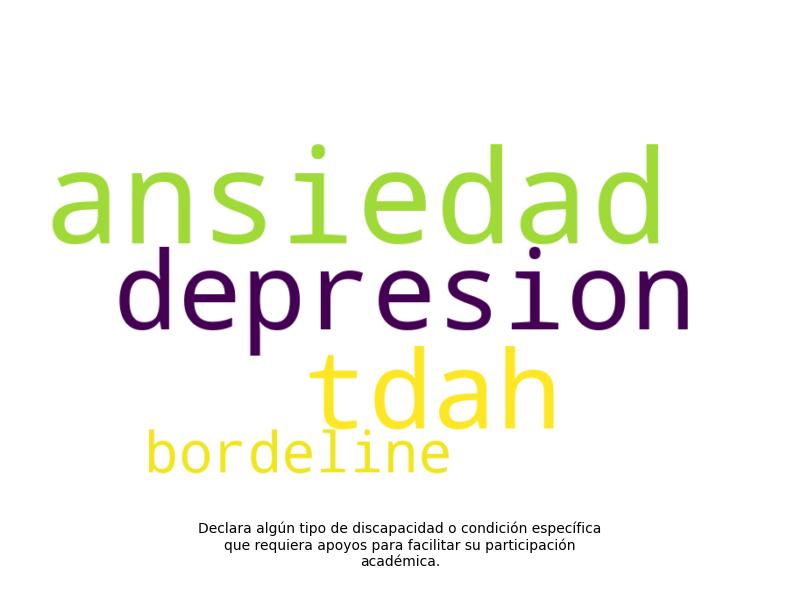 ansiedad
depresion
tdah
bordeline
Declara algún tipo de discapacidad o condición específica
que requiera apoyos para facilitar su participación
académica.